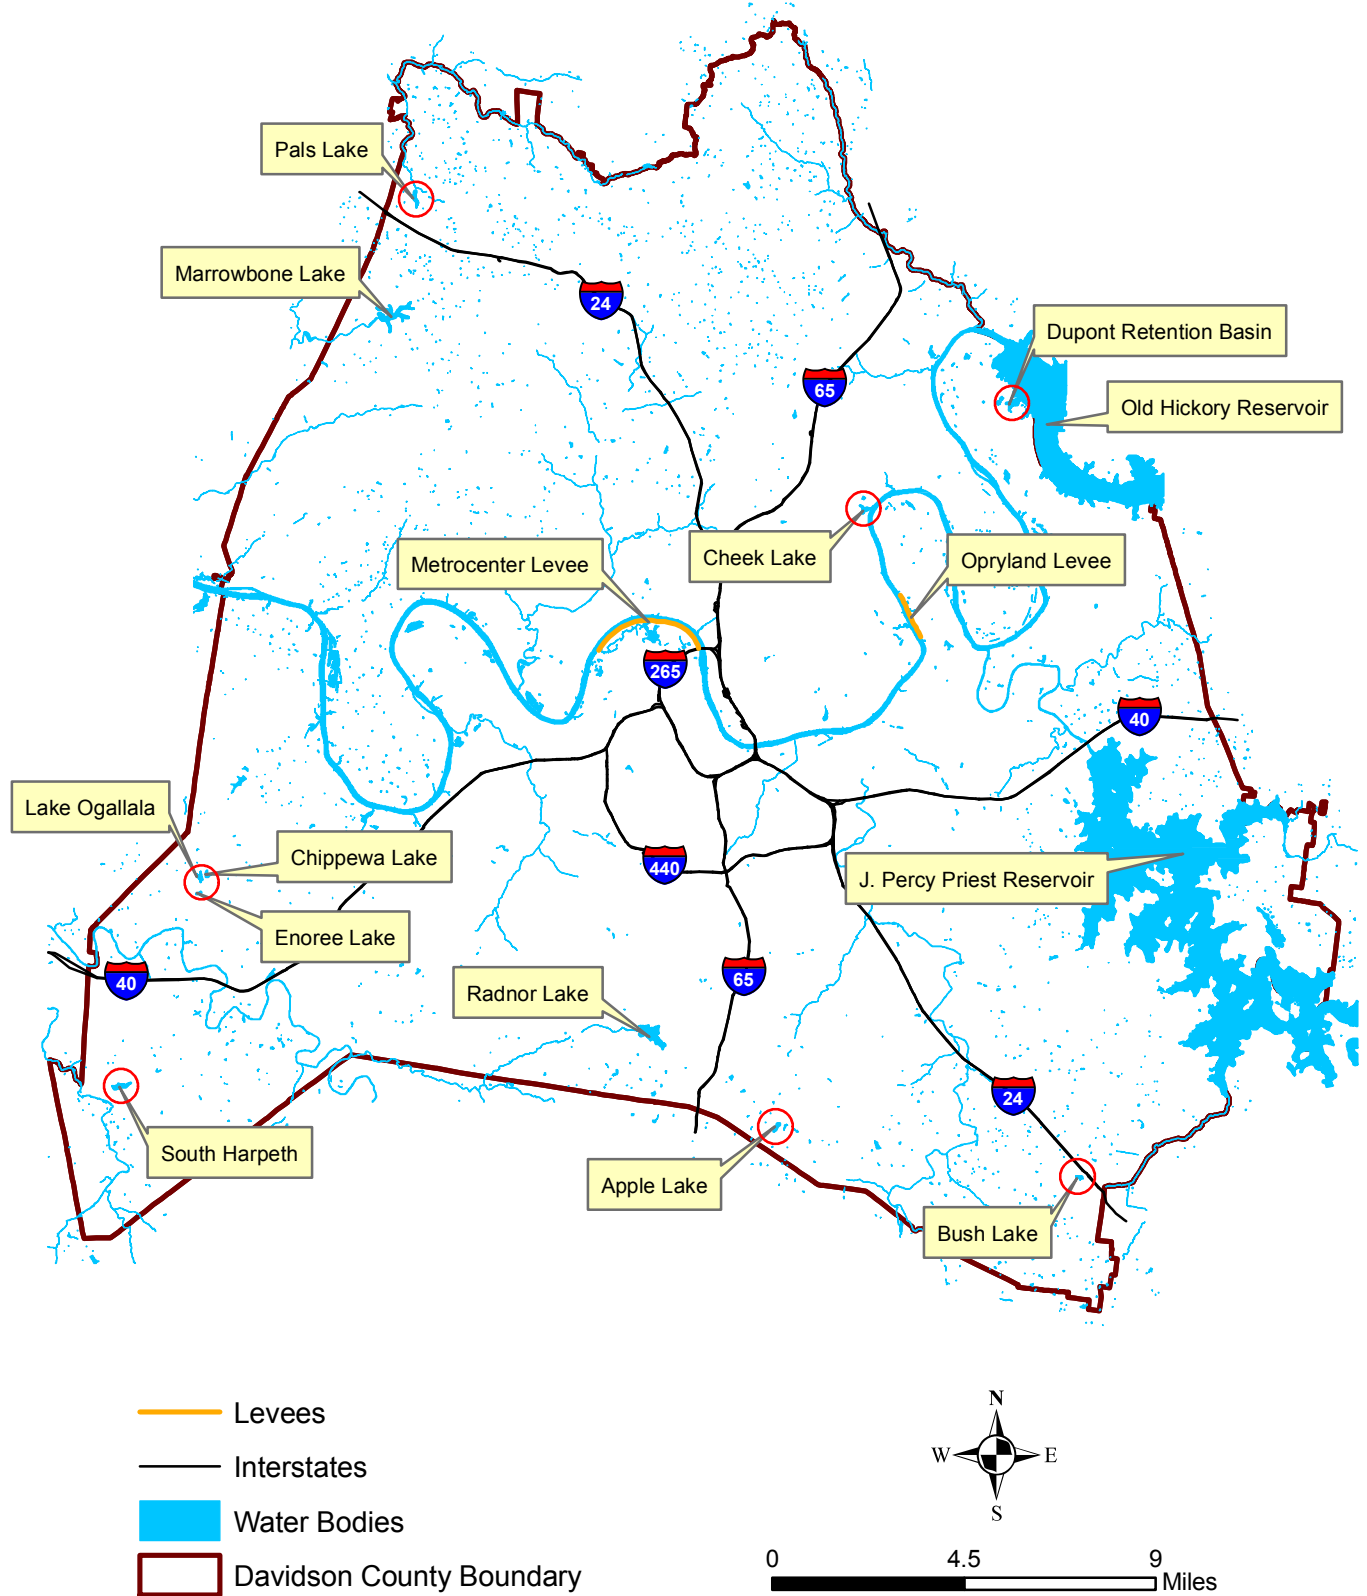 Pals Lake
Marrowbone Lake
24
Dupont Retention Basin
65
Old Hickory Reservoir
Metrocenter Levee
Cheek Lake
Opryland Levee
265
40
Lake Ogallala
Chippewa Lake
440
J. Percy Priest Reservoir
Enoree Lake
40
65
Radnor Lake
24
South Harpeth
Apple Lake
Bush Lake
Levees
Interstates
Water Bodies
Davidson County Boundary
N
W E
S
0 4.5 9
Miles